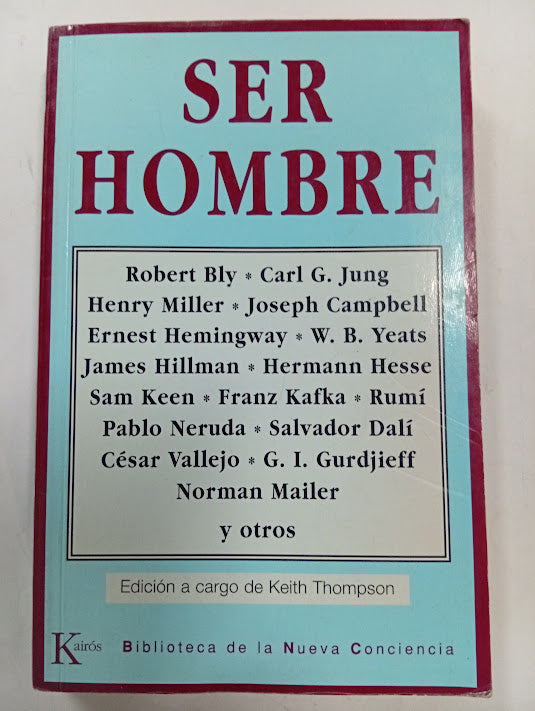 SER
HOMBRE
Robert Bly * Carl G. Jung
Henry Miller * Joseph Campbell
Ernest Hemingway * W. B. Yeats
James Hillman * Hermann Hesse
Sam Keen * Franz Kafka * Rumí
Pablo Neruda * Salvador Dalí
César Vallejo * G. I. Gurdjieff
Norman Mailer
y otros
Edición a cargo de Keith Thompson
Kairós Biblioteca de la Nueva Conciencia